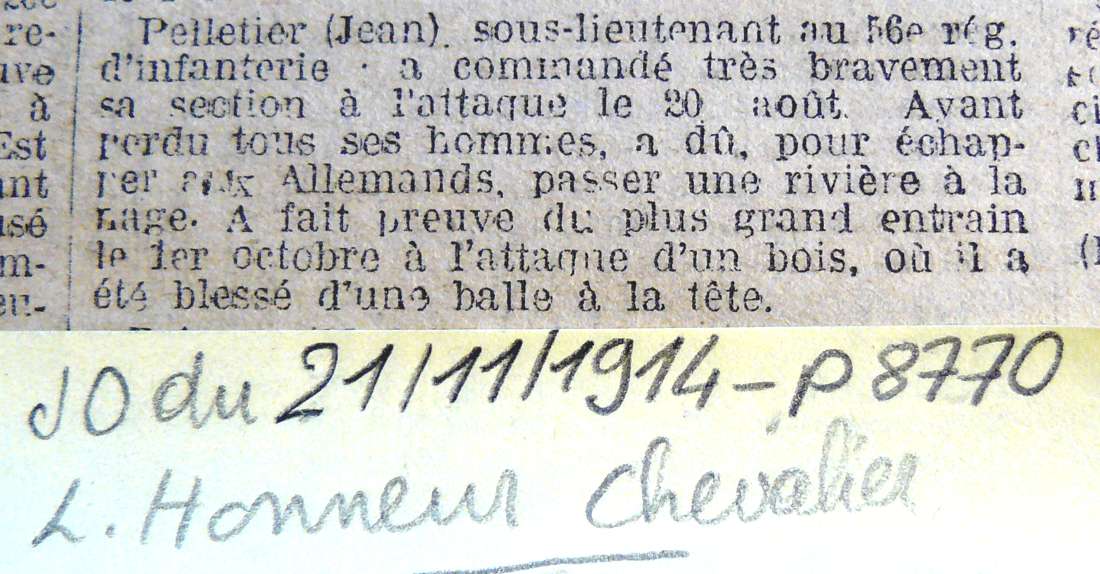 Pelletier (Jean), sous-lieutenant au 56e rég.
d'infanterie : a commandé très bravement
sa section à l'attaque le 20 août. Ayant
perdu tous ses hommes, a dû, pour échap-
per aux Allemands, passer une rivière à la
nage. A fait preuve du plus grand entrain
le 1er octobre à l'attaque d'un bois, où il a
été blessé d'une balle à la tête.
JO du 21/11/1914 - p 8770
L. Honneur Chevalier